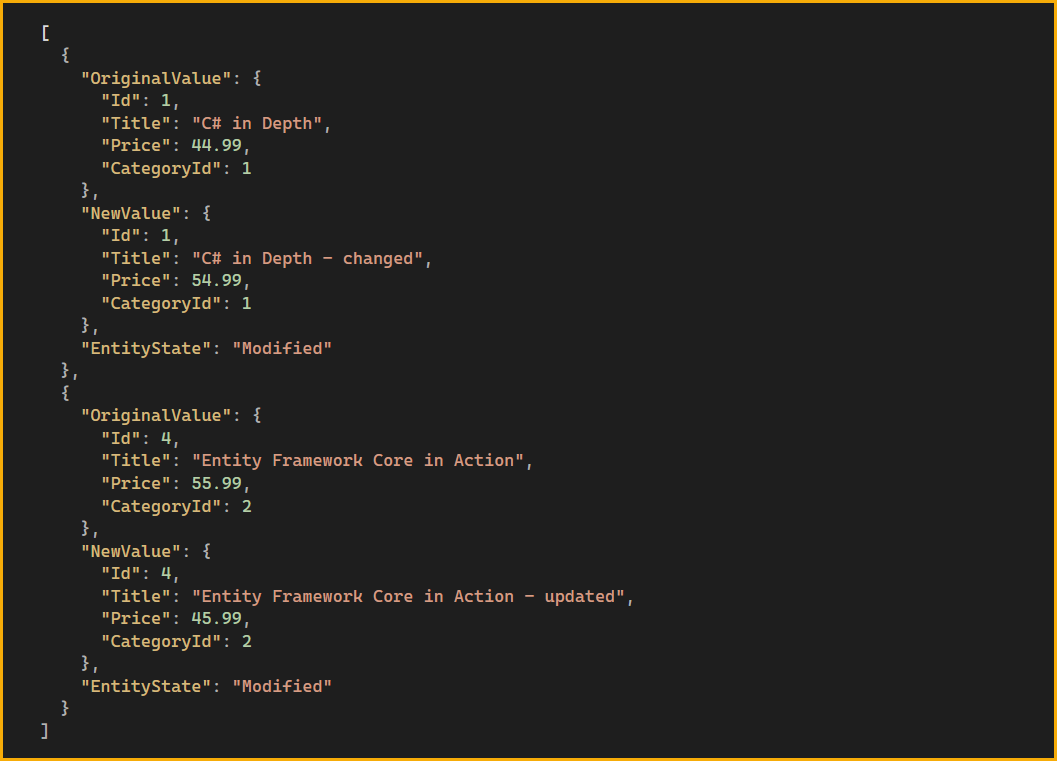 [
  {
    "OriginalValue": {
      "Id": 1,
      "Title": "C# in Depth",
      "Price": 44.99,
      "CategoryId": 1
    },
    "NewValue": {
      "Id": 1,
      "Title": "C# in Depth - changed",
      "Price": 54.99,
      "CategoryId": 1
    },
    "EntityState": "Modified"
  },
  {
    "OriginalValue": {
      "Id": 4,
      "Title": "Entity Framework Core in Action",
      "Price": 55.99,
      "CategoryId": 2
    },
    "NewValue": {
      "Id": 4,
      "Title": "Entity Framework Core in Action - updated",
      "Price": 45.99,
      "CategoryId": 2
    },
    "EntityState": "Modified"
  }
]